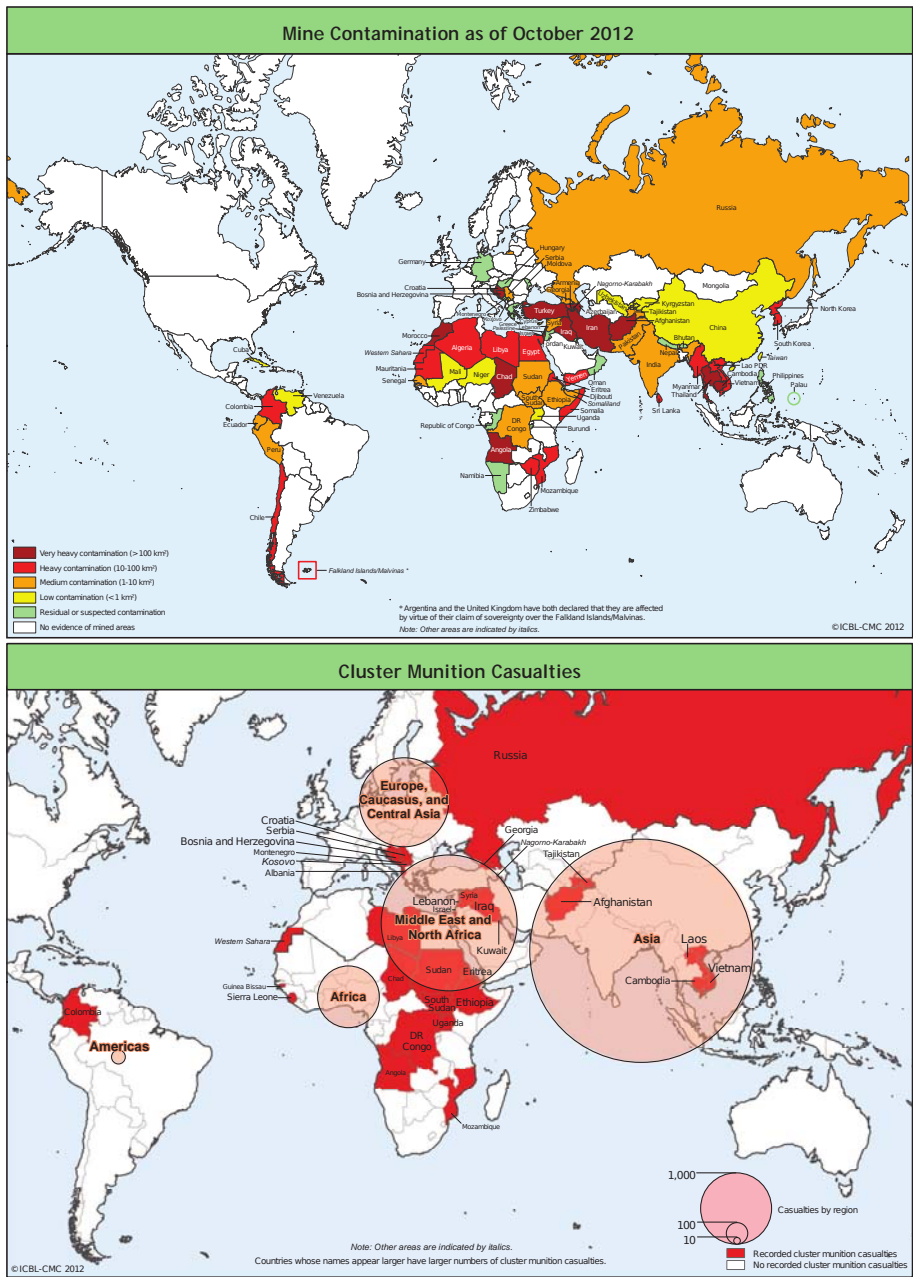 Mine Contamination as of October 2012
Russia
Hungary
Serbia
Moldova
Germany
Nagorno-Karabakh
Mongolia
Croatia
Armenia
Georgia
Bosnia and Herzegovina
Uzbekistan
Kyrgyzstan
Azerbaijan
Tajikistan
North Korea
Montenegro
Kosovo
Turkey
Afghanistan
Greece
Palestine
Lebanon
Syria
Iraq
Iran
China
Morocco
Jordan
Kuwait
Pakistan
Bhutan
South Korea
Cuba
Western Sahara
Algeria
Libya
Egypt
Nepal
Taiwan
Mauritania
India
Lao PDR
Mali
Niger
Chad
Sudan
Yemen
Oman
Cambodia
Philippines
Senegal
Eritrea
Myanmar
Vietnam
Palau
Venezuela
Djibouti
Thailand
Colombia
South Sudan
Ethiopia
Somaliland
Sri Lanka
Somalia
Ecuador
Uganda
Republic of Congo
DR Congo
Burundi
Peru
Angola
Namibia
Mozambique
Zimbabwe
Chile
Very heavy contamination (>100 km²)
Heavy contamination (10-100 km²)
Medium contamination (1-10 km²)
Low contamination (<1 km²)
Residual or suspected contamination
No evidence of mined areas
Falkland Islands/Malvinas *
* Argentina and the United Kingdom have both declared that they are affected
by virtue of their claim of sovereignty over the Falkland Islands/Malvinas.
Note: Other areas are indicated by italics.
©ICBL-CMC 2012
Cluster Munition Casualties
Russia
Europe,
Caucasus, and
Central Asia
Croatia
Serbia
Bosnia and Herzegovina
Montenegro
Kosovo
Albania
Georgia
Nagorno-Karabakh
Tajikistan
Lebanon
Syria
Israel
Iraq
Afghanistan
Middle East and
North Africa
Kuwait
Western Sahara
Libya
Asia
Laos
Vietnam
Cambodia
Sudan
Eritrea
Chad
Guinea Bissau
Sierra Leone
Africa
South
Sudan
Ethiopia
Colombia
Uganda
Americas
DR
Congo
Angola
Mozambique
1,000
100
10
Casualties by region
Note: Other areas are indicated by italics.
Recorded cluster munition casualties
Countries whose names appear larger have larger numbers of cluster munition casualties.
No recorded cluster munition casualties
©ICBL-CMC 2012